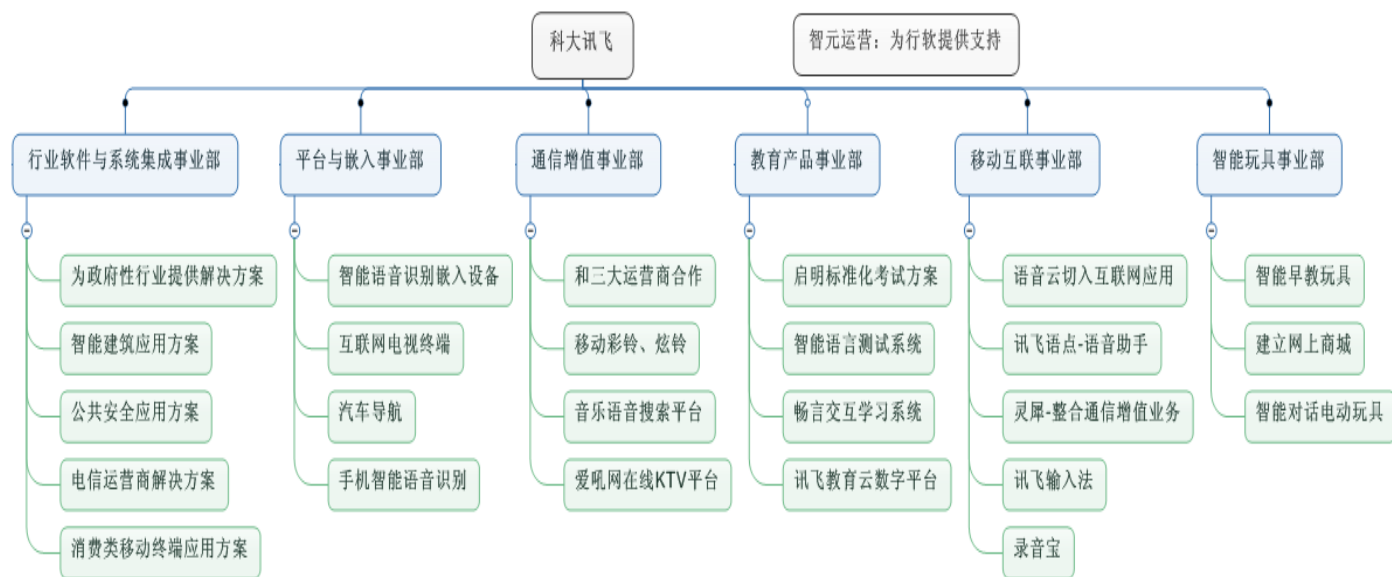 科大讯飞
智元运营：为行软提供支持
行业软件与系统集成事业部
为政府性行业提供解决方案
智能建筑应用方案
公共安全应用方案
电信运营商解决方案
消费类移动终端应用方案
平台与嵌入事业部
智能语音识别嵌入设备
互联网电视终端
汽车导航
手机智能语音识别
通信增值事业部
和三大运营商合作
移动彩铃、炫铃
音乐语音搜索平台
爱吼网在线KTV平台
教育产品事业部
启明标准化考试方案
智能语言测试系统
畅言交互学习系统
讯飞教育云数字平台
移动互联事业部
语音云切入互联网应用
讯飞语点-语音助手
灵犀-整合通信增值业务
讯飞输入法
录音宝
智能玩具事业部
智能早教玩具
建立网上商城
智能对话电动玩具